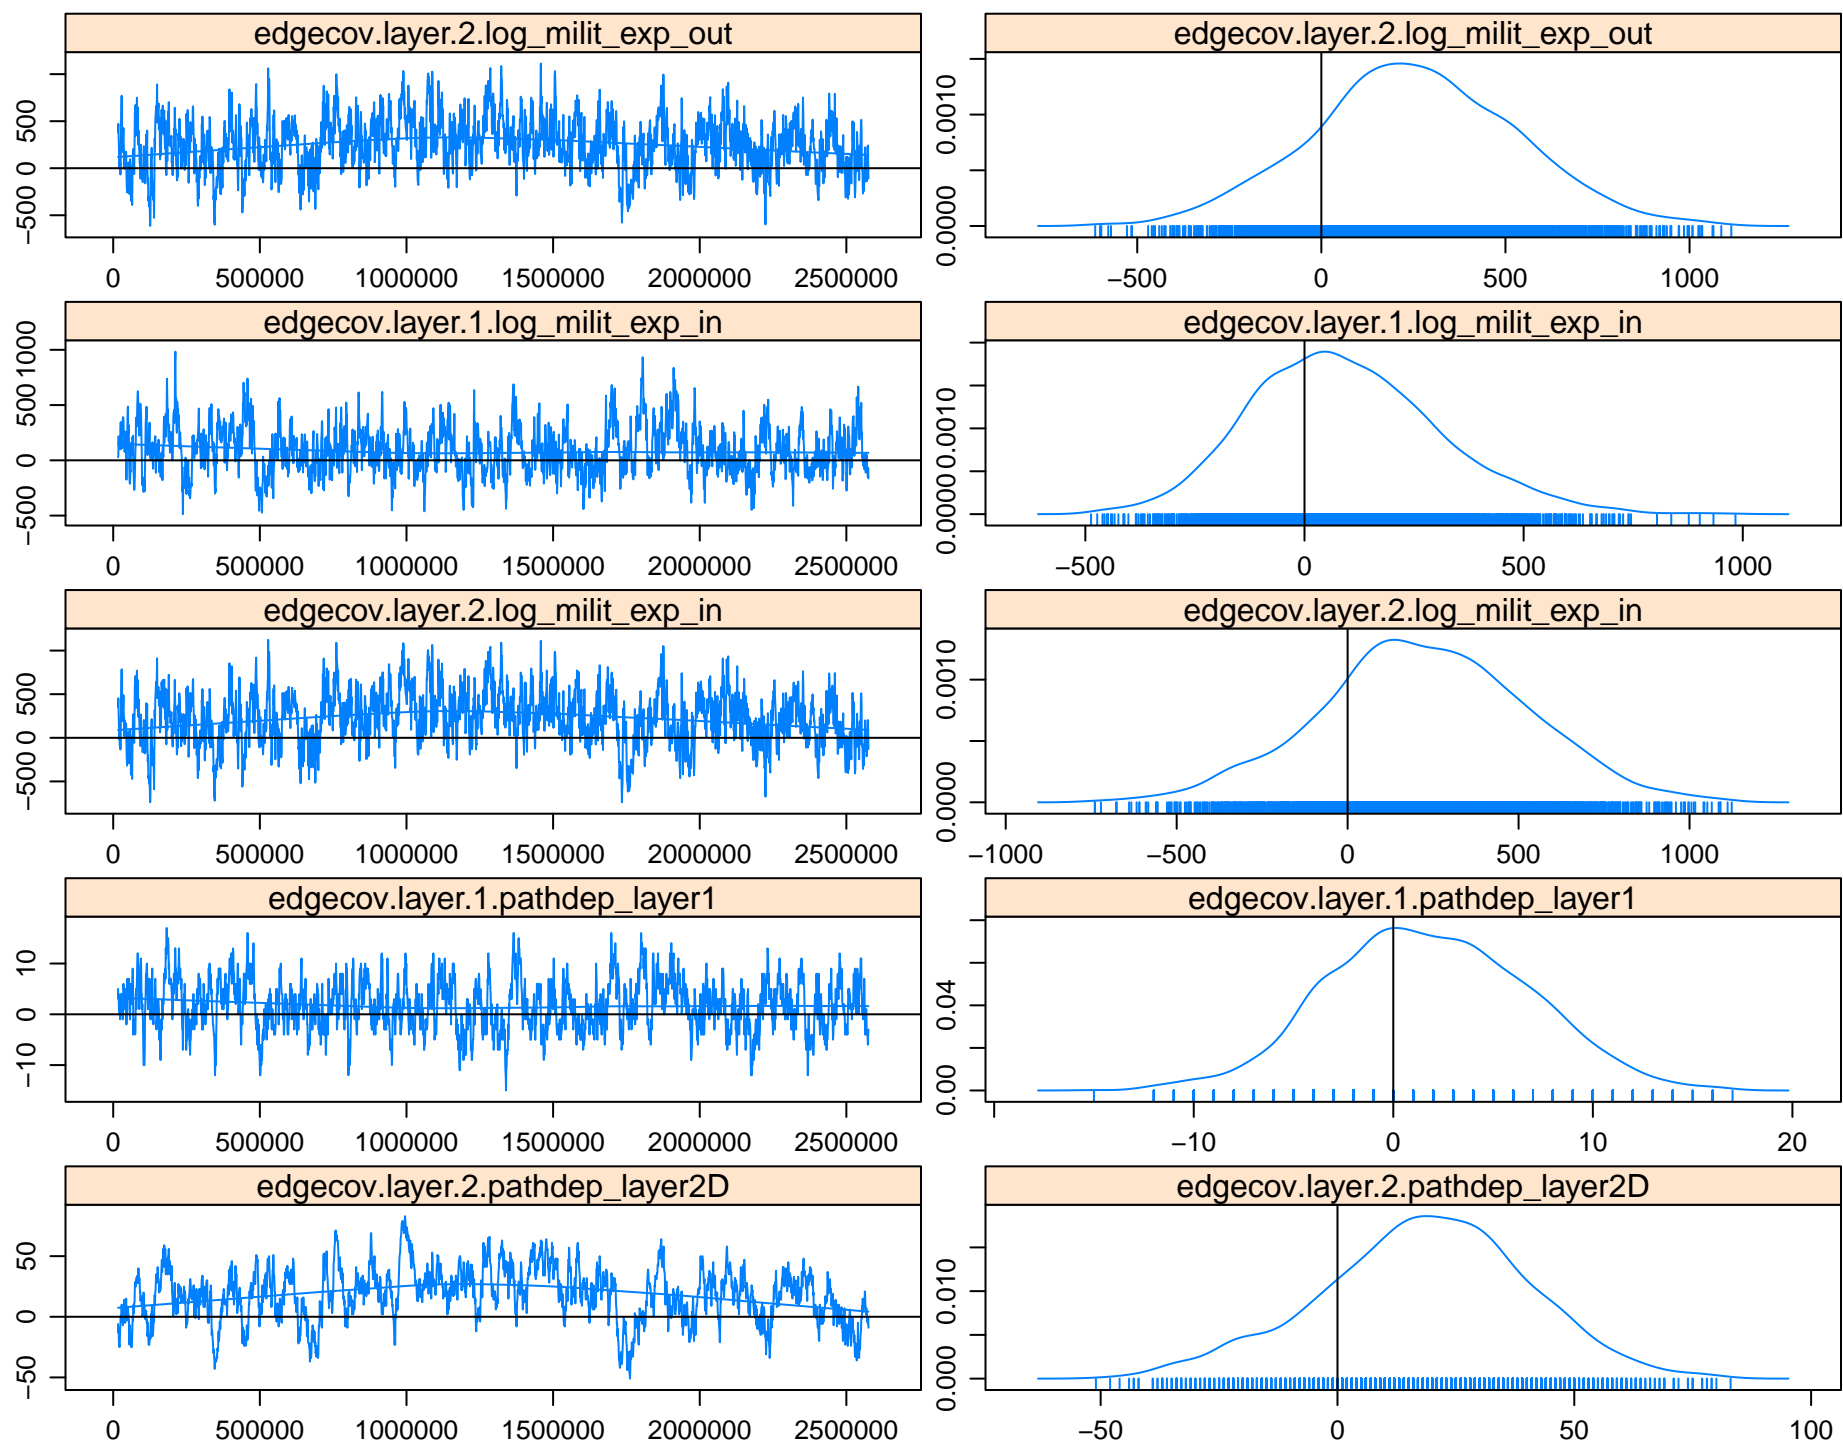 edgecov.layer.2.log_milit_exp_out
−500 0 500
0 500000 1000000 1500000 2000000 2500000
edgecov.layer.2.log_milit_exp_out
0.0000 0.0010
−500 0 500 1000
edgecov.layer.1.log_milit_exp_in
−500 0 500 1000
0 500000 1000000 1500000 2000000 2500000
edgecov.layer.1.log_milit_exp_in
0.0000 0.0010
−500 0 500 1000
edgecov.layer.2.log_milit_exp_in
−500 0 500
0 500000 1000000 1500000 2000000 2500000
edgecov.layer.2.log_milit_exp_in
0.0000 0.0010
−1000 −500 0 500 1000
edgecov.layer.1.pathdep_layer1
−10 0 10
0 500000 1000000 1500000 2000000 2500000
edgecov.layer.1.pathdep_layer1
0.00 0.04
−10 0 10 20
edgecov.layer.2.pathdep_layer2D
−50 0 50
0 500000 1000000 1500000 2000000 2500000
edgecov.layer.2.pathdep_layer2D
0.000 0.010
−50 0 50 100